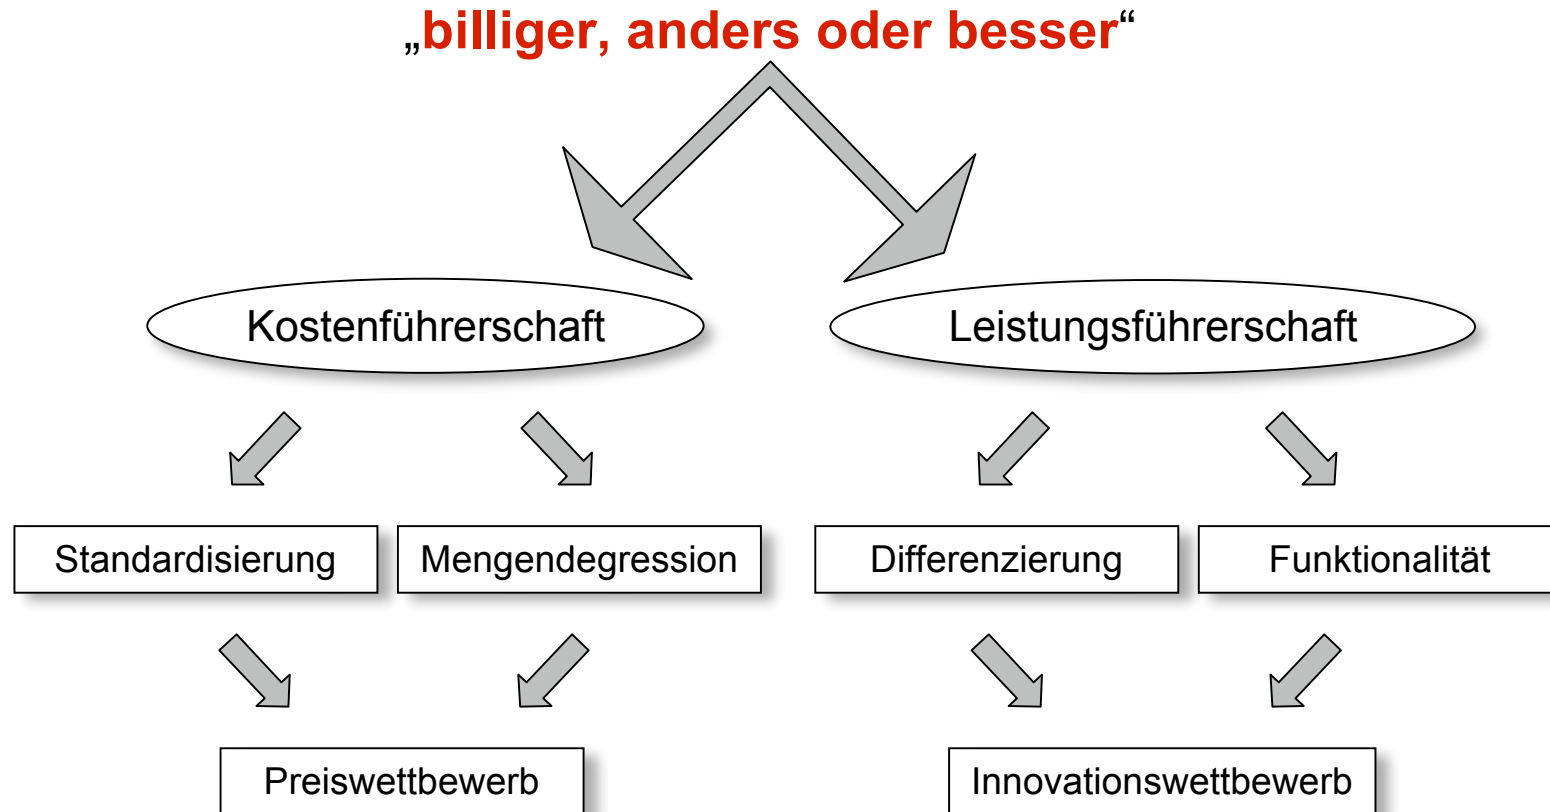 „billiger, anders oder besser“
Kostenführerschaft
Leistungsführerschaft
Standardisierung
Mengendegression
Differenzierung
Funktionalität
Preiswettbewerb
Innovationswettbewerb